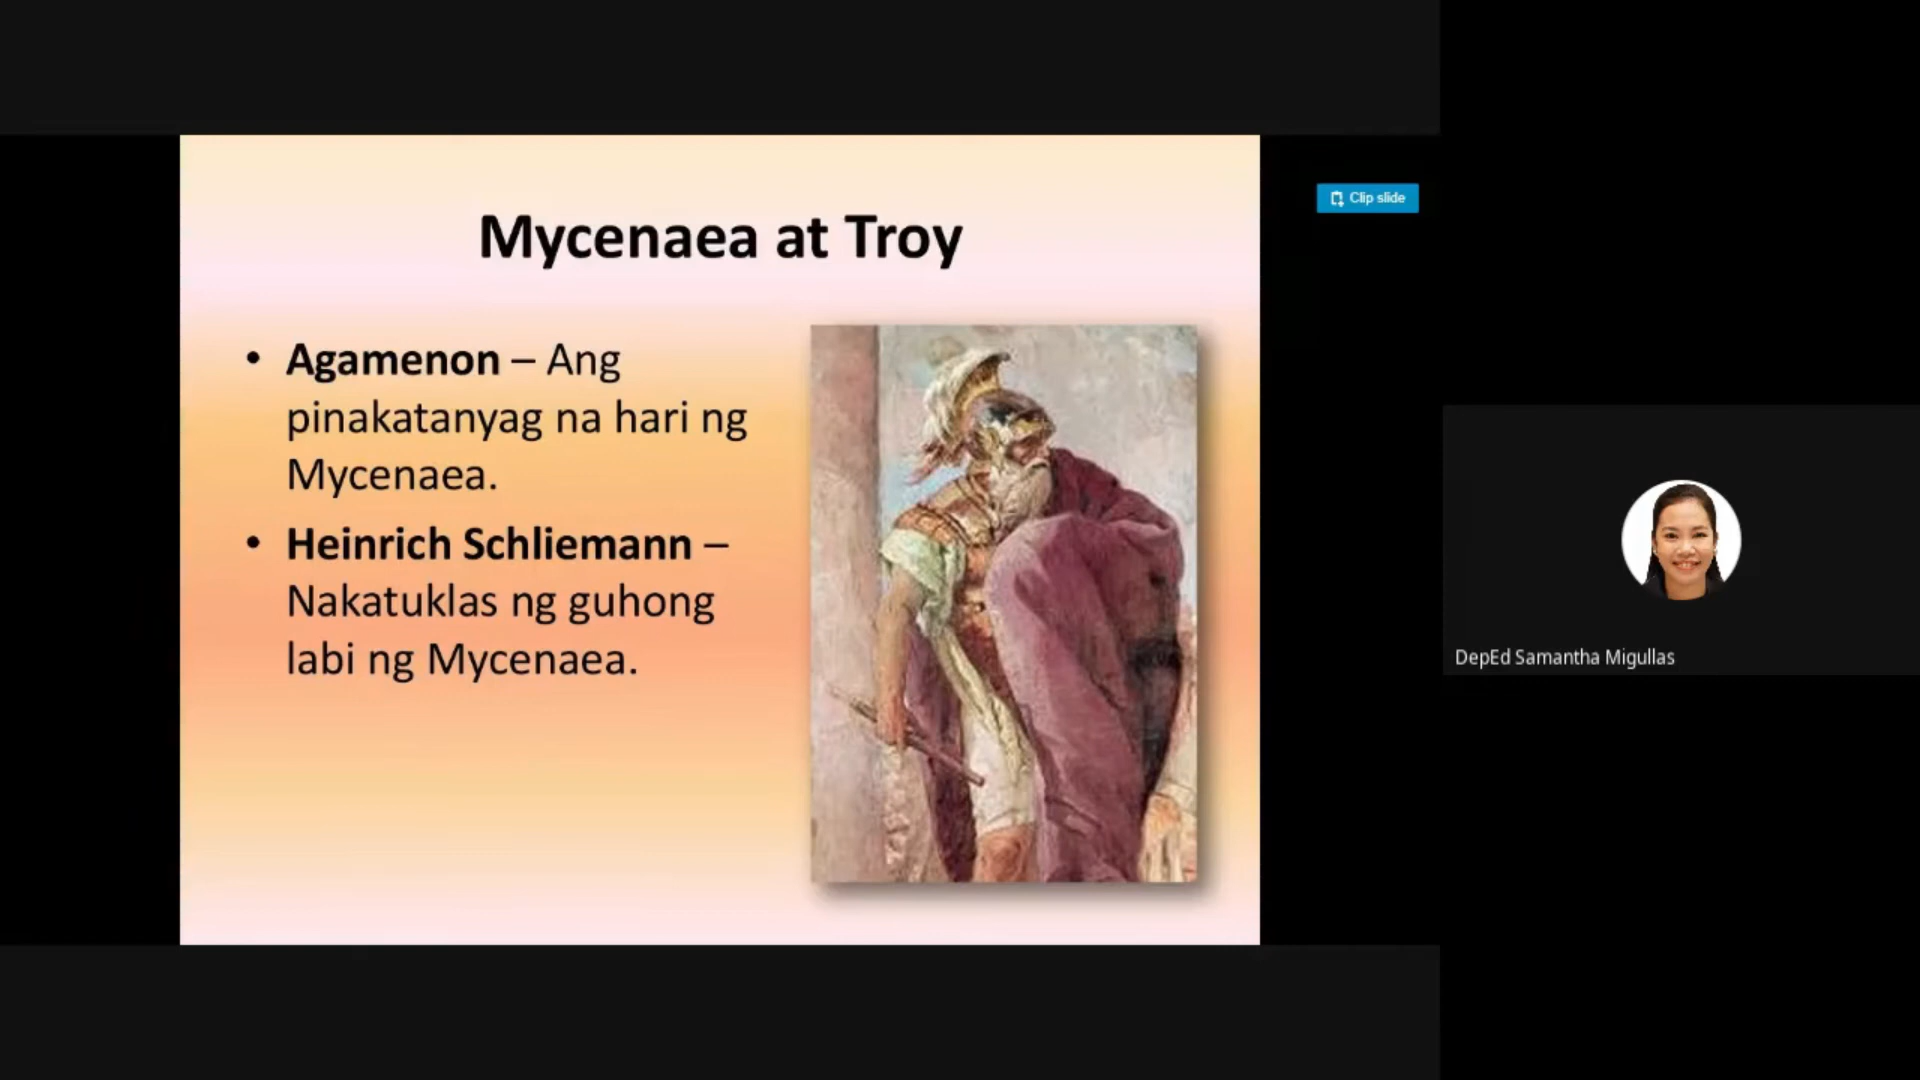 Clip slide
Mycenaea at Troy
• Agamenon – Ang
pinakatanyag na hari ng
Mycenaea.
• Heinrich Schliemann –
Nakatuklas ng guhong
labi ng Mycenaea.
DepEd Samantha Migullas